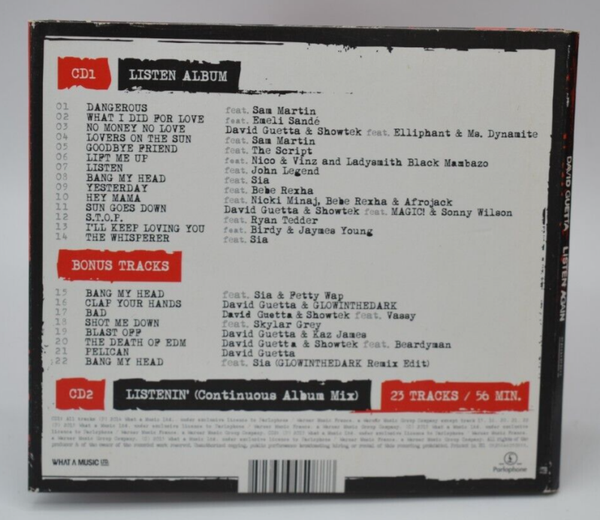 CD1 LISTEN ALBUM
01 DANGEROUS feat. Sam Martin
02 WHAT I DID FOR LOVE feat. Emeli Sandé
03 NO MONEY NO LOVE David Guetta & Showtek feat. Elliphant & Ms. Dynamite
04 LOVERS ON THE SUN feat. Sam Martin
05 GOODBYE FRIEND feat. The Script
06 LIFT ME UP feat. Nico & Vinz and Ladysmith Black Mambazo
07 LISTEN feat. John Legend
08 BANG MY HEAD feat. Sia
09 YESTERDAY feat. Bebe Rexha
10 HEY MAMA feat. Nicki Minaj, Bebe Rexha & Afrojack
11 SUN GOES DOWN David Guetta & Showtek feat. MAGIC! & Sonny Wilson
12 S.T.O.P. feat. Ryan Tedder
13 I'LL KEEP LOVING YOU feat. Birdy & Jaymes Young
14 THE WHISPERER feat. Sia
BONUS TRACKS
15 BANG MY HEAD feat. Sia & Fetty Wap
16 CLAP YOUR HANDS David Guetta & GLOWINTHEDARK
17 BAD David Guetta & Showtek feat. Vassy
18 SHOT ME DOWN feat. Skylar Grey
19 BLAST OFF David Guetta & Kaz James
20 THE DEATH OF EDM David Guetta & Showtek feat. Beardyman
21 PELICAN David Guetta
22 BANG MY HEAD feat. Sia (GLOWINTHEDARK Remix Edit)
CD2 LISTENIN' (Continuous Album Mix) 23 TRACKS / 56 MIN.
WHAT A MUSIC
Parlophone
DAVID GUETTA LISTEN AGAIN